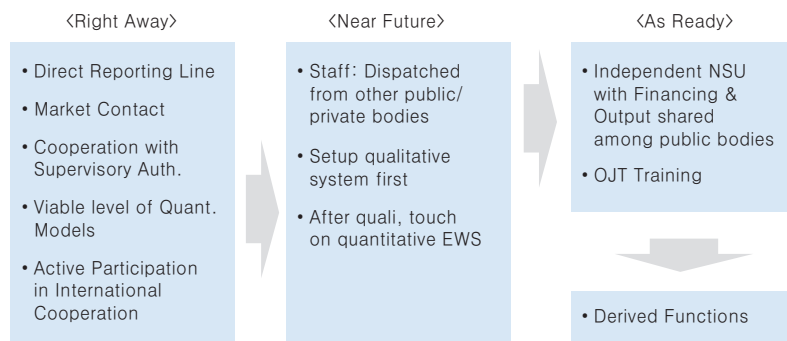 <Right Away>
• Direct Reporting Line
• Market Contact
• Cooperation with
Supervisory Auth.
• Viable level of Quant.
Models
• Active Participation
in International
Cooperation
<Near Future>
• Staff: Dispatched
from other public/
private bodies
• Setup qualitative
system first
• After quali, touch
on quantitative EWS
<As Ready>
• Independent NSU
with Financing &
Output shared
among public bodies
• OJT Training
• Derived Functions